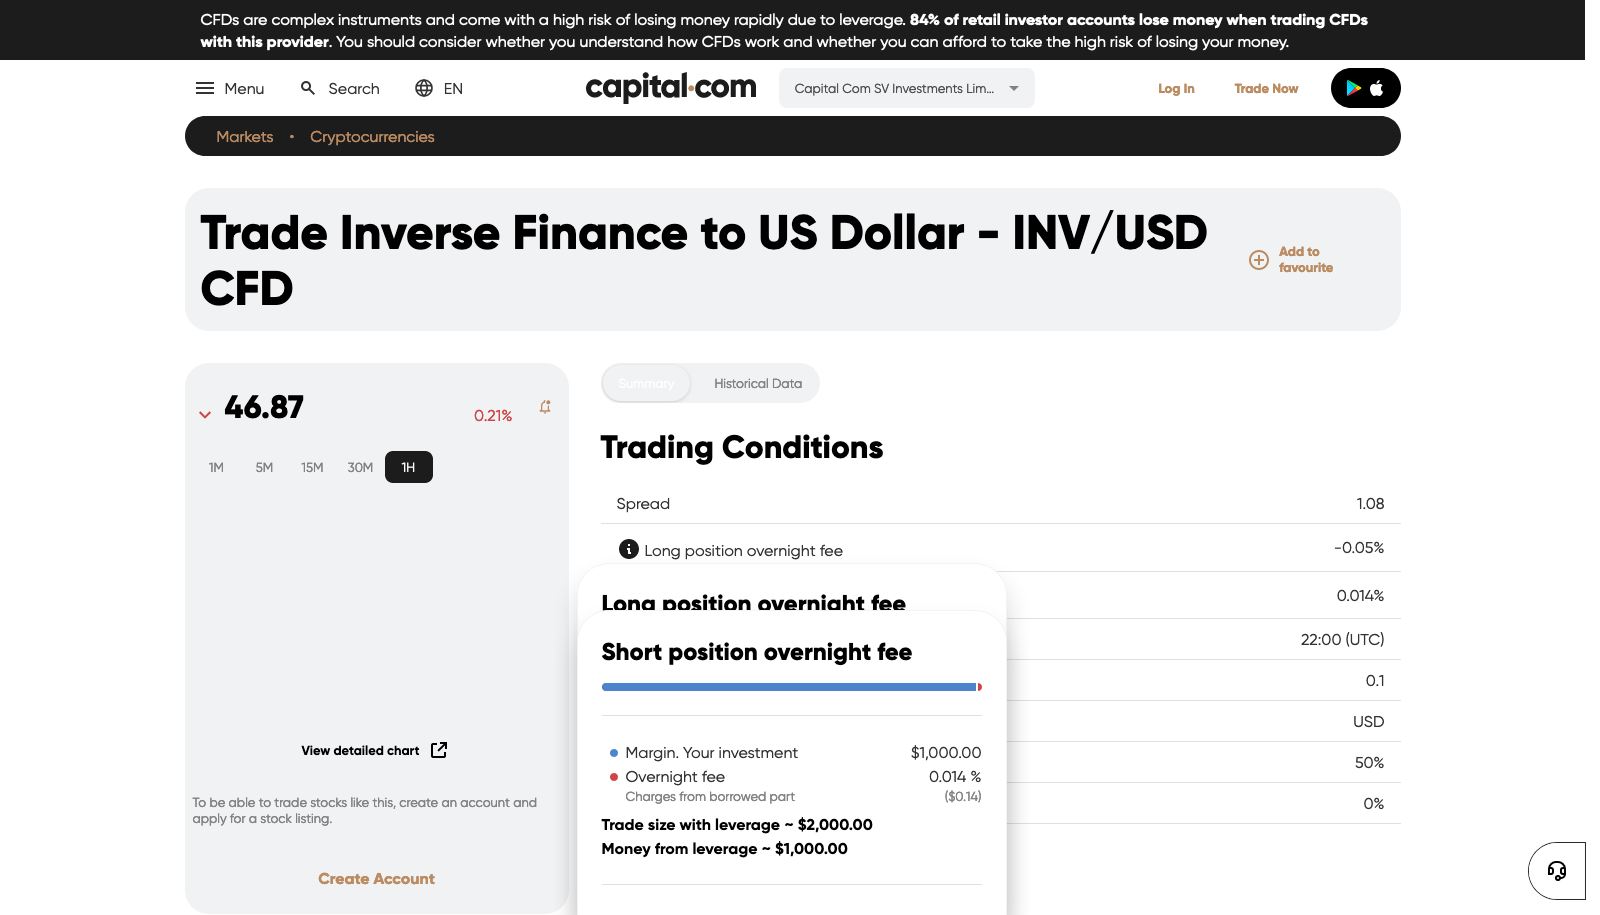 CFDs are complex instruments and come with a high risk of losing money rapidly due to leverage. 84% of retail investor accounts lose money when trading CFDs
with this provider. You should consider whether you understand how CFDs work and whether you can afford to take the high risk of losing your money.
Menu Search EN capital.com Capital Com SV Investments Lim... Log In Trade Now
Markets • Cryptocurrencies
Trade Inverse Finance to US Dollar - INV/USD
CFD
Add to
favourite
46.87 0.21%
1M 5M 15M 30M 1H
View detailed chart
To be able to trade stocks like this, create an account and
apply for a stock listing.
Create Account
Summary Historical Data
Trading Conditions
Spread 1.08
Long position overnight fee -0.05%
0.014%
22:00 (UTC)
0.1
USD
50%
0%
Long position overnight fee
Short position overnight fee
Margin. Your investment $1,000.00
Overnight fee 0.014 %
Charges from borrowed part ($0.14)
Trade size with leverage ~ $2,000.00
Money from leverage ~ $1,000.00